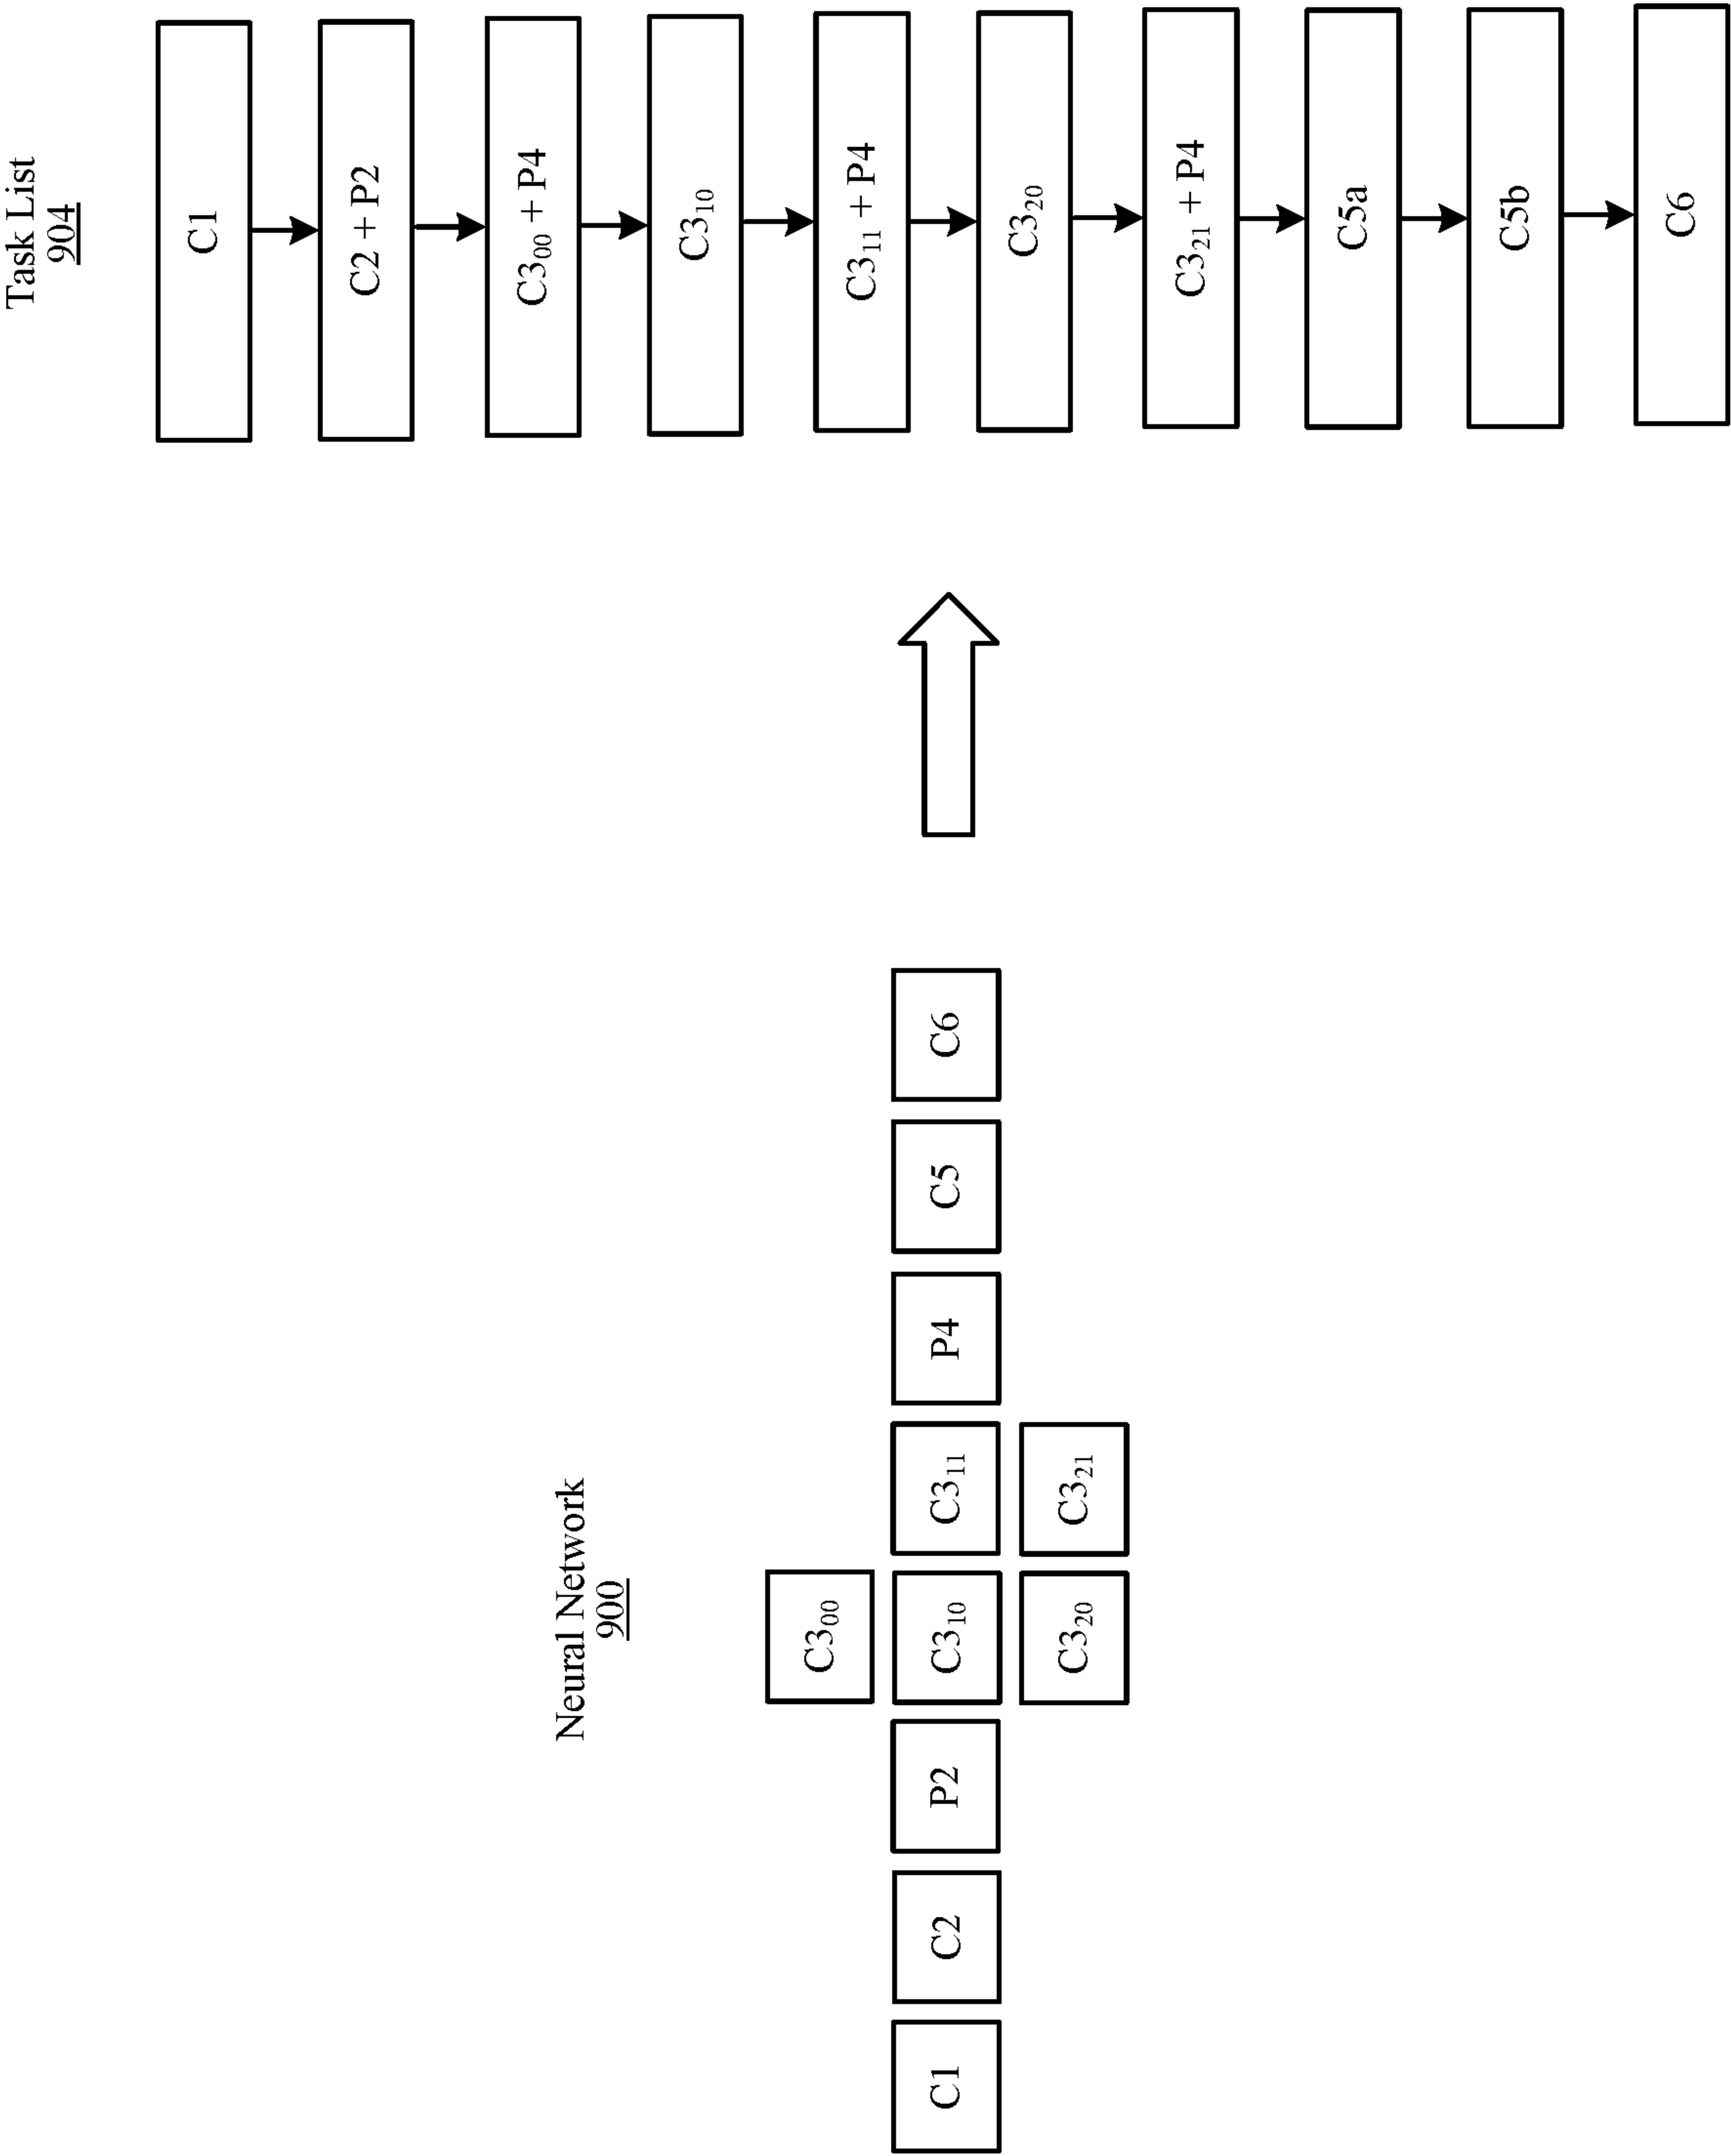 Neural Network
900
C3₀₀
C1
C2
P2
C3₁₀
C3₁₁
P4
C5
C6
C3₂₀
C3₂₁
Task List
904
C1
C2 + P2
C3₀₀ + P4
C3₁₀
C3₁₁ + P4
C3₂₀
C3₂₁ + P4
C5a
C5b
C6